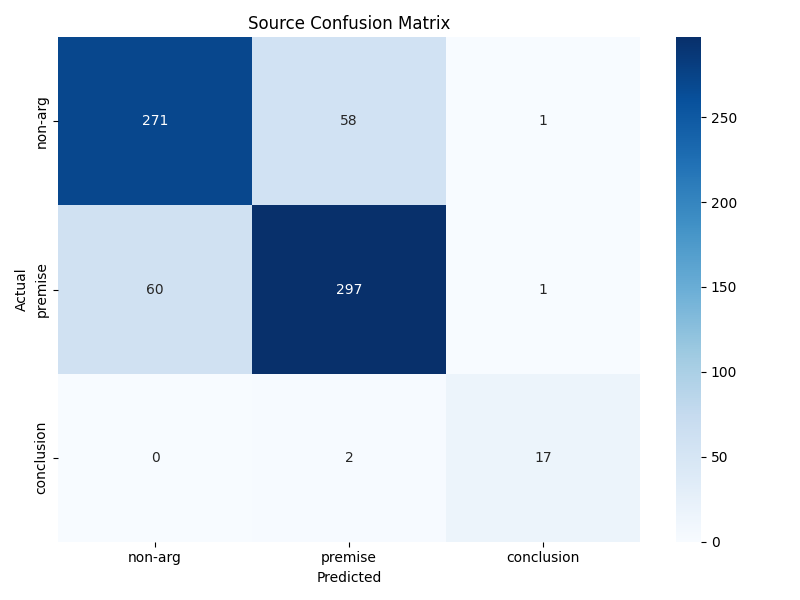 Source Confusion Matrix
Actual
non-arg
271 58 1
premise
60 297 1
conclusion
0 2 17
non-arg premise conclusion
Predicted
250
200
150
100
50
0